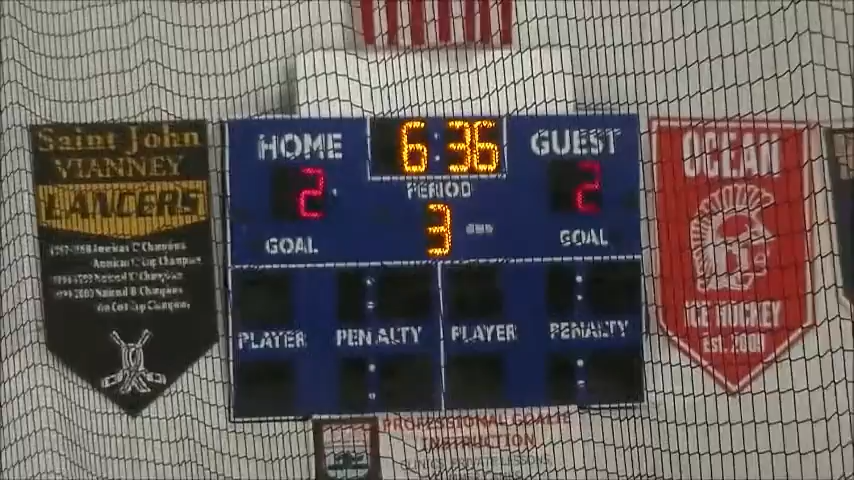 Saint John
VIANNEY
LANCERS
HOME
6:36
GUEST
2
PERIOD
2
3
GOAL
GOAL
PLAYER
PENALTY
PLAYER
PENALTY
OCEAN
ICE HOCKEY
EST. 2001
PROFESSIONAL GOALIE
INSTRUCTION